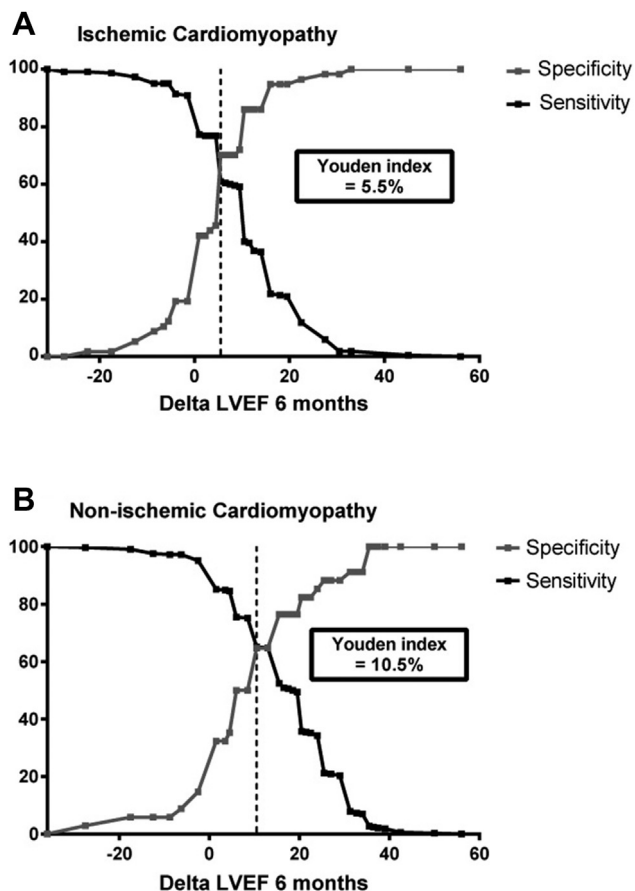 A
Ischemic Cardiomyopathy
100
80
60
40
20
0
-20 0 20 40 60
Delta LVEF 6 months
Specificity
Sensitivity
Youden index
= 5.5%
B
Non-ischemic Cardiomyopathy
100
80
60
40
20
0
-20 0 20 40 60
Delta LVEF 6 months
Specificity
Sensitivity
Youden index
= 10.5%